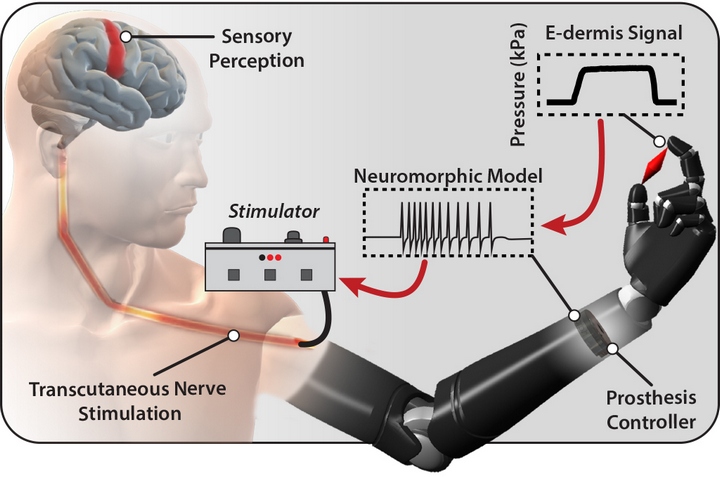 Sensory
Perception
E-dermis Signal
Pressure (kPa)
Neuromorphic Model
Stimulator
Transcutaneous Nerve
Stimulation
Prosthesis
Controller